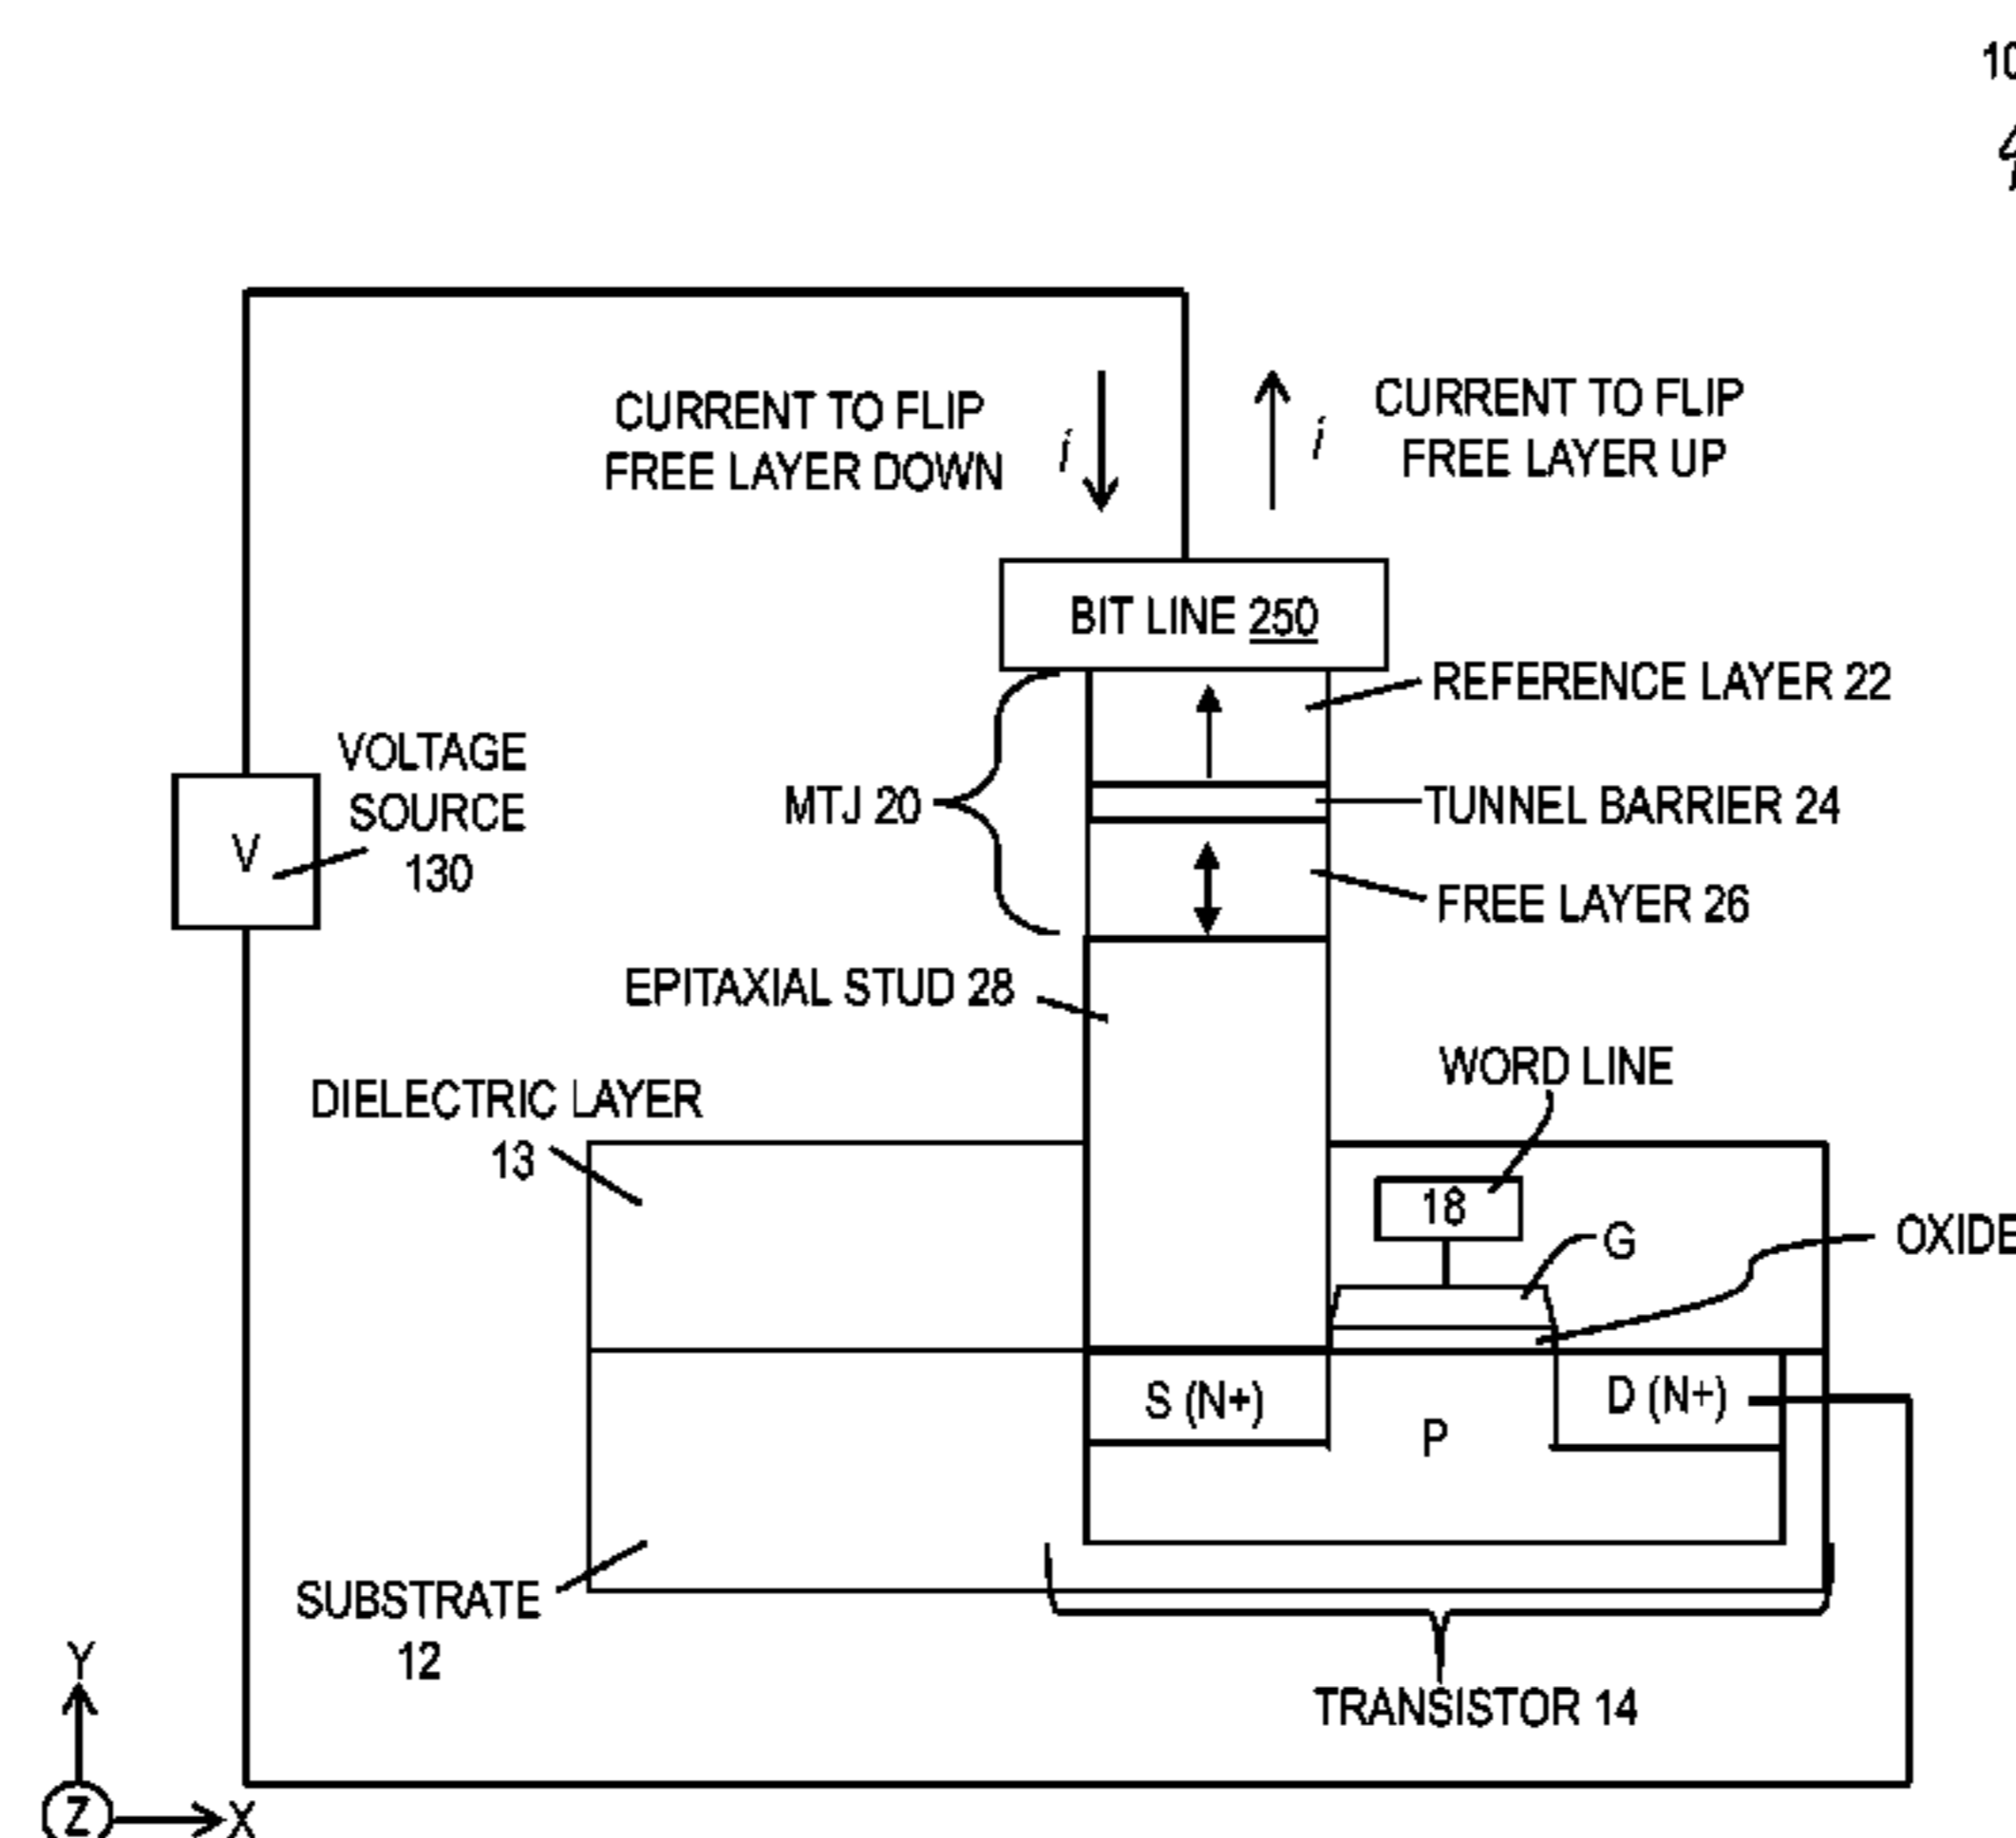 10
CURRENT TO FLIP
FREE LAYER DOWN
i
i
CURRENT TO FLIP
FREE LAYER UP
BIT LINE 250
REFERENCE LAYER 22
VOLTAGE
SOURCE
130
V
MTJ 20
TUNNEL BARRIER 24
FREE LAYER 26
EPITAXIAL STUD 28
WORD LINE
DIELECTRIC LAYER
13
18
G
OXIDE
S (N+)
D (N+)
P
SUBSTRATE
12
TRANSISTOR 14
Y
Z
X